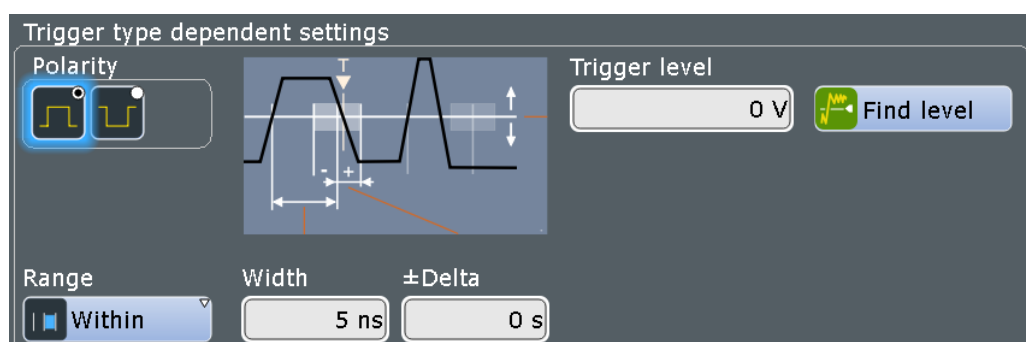 Trigger type dependent settings
Polarity
T
Trigger level
0 V
Find level
- +
Range
Width
±Delta
Within
5 ns
0 s